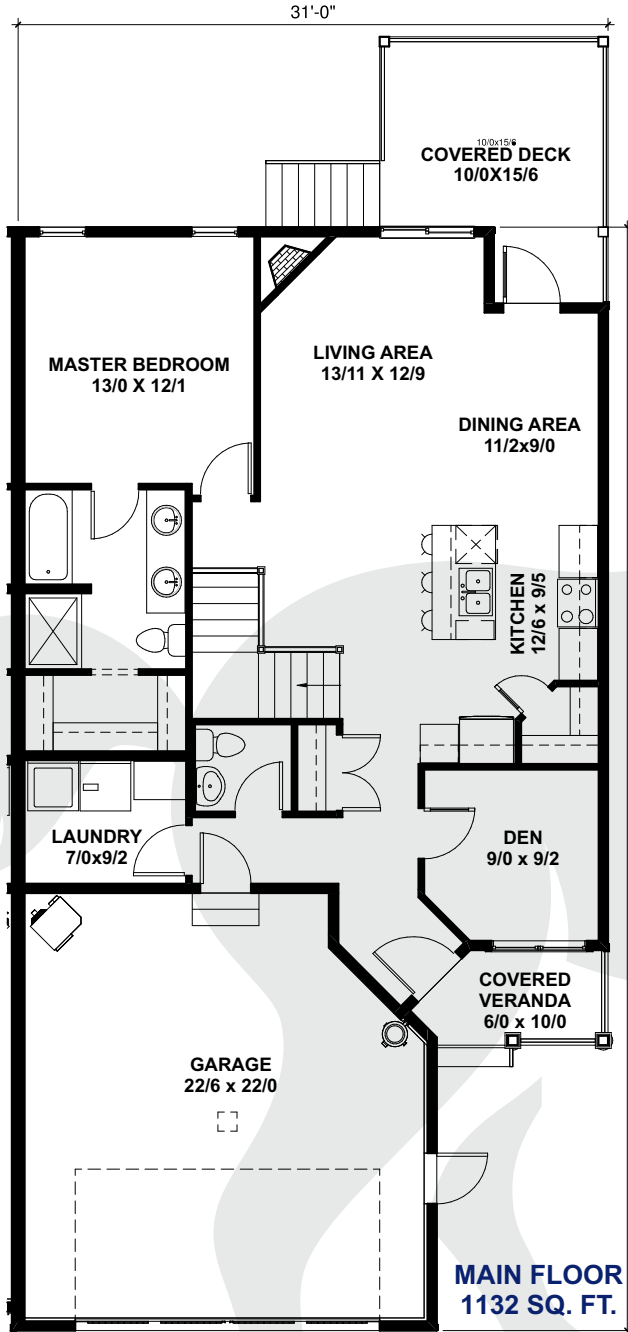 31'-0"
10/0x15/6
COVERED DECK
10/0X15/6
MASTER BEDROOM
13/0 X 12/1
LIVING AREA
13/11 X 12/9
DINING AREA
11/2x9/0
KITCHEN
12/6 x 9/5
LAUNDRY
7/0x9/2
DEN
9/0 x 9/2
COVERED
VERANDA
6/0 x 10/0
GARAGE
22/6 x 22/0
MAIN FLOOR
1132 SQ. FT.